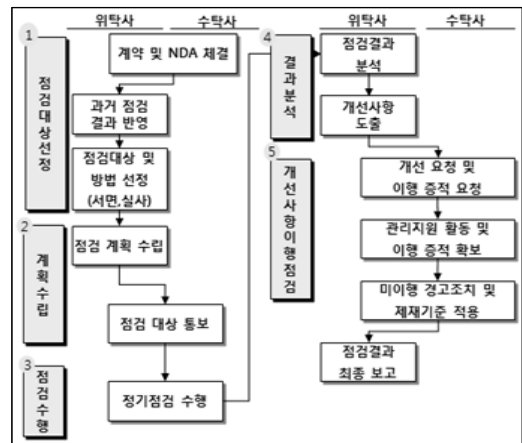 위탁사 수탁사
1
점검대상선정
계약 및 NDA 체결
과거 점검
결과 반영
점검대상 및
방법 선정
(서면,실사)
2
계획수립
점검 계획 수립
점검 대상 통보
3
점검수행
정기점검 수행
위탁사 수탁사
4
결과분석
점검결과
분석
개선사항
도출
5
개선사항이행점검
개선 요청 및
이행 증적 요청
관리지원 활동 및
이행 증적 확보
미이행 경고조치 및
제재기준 적용
점검결과
최종 보고